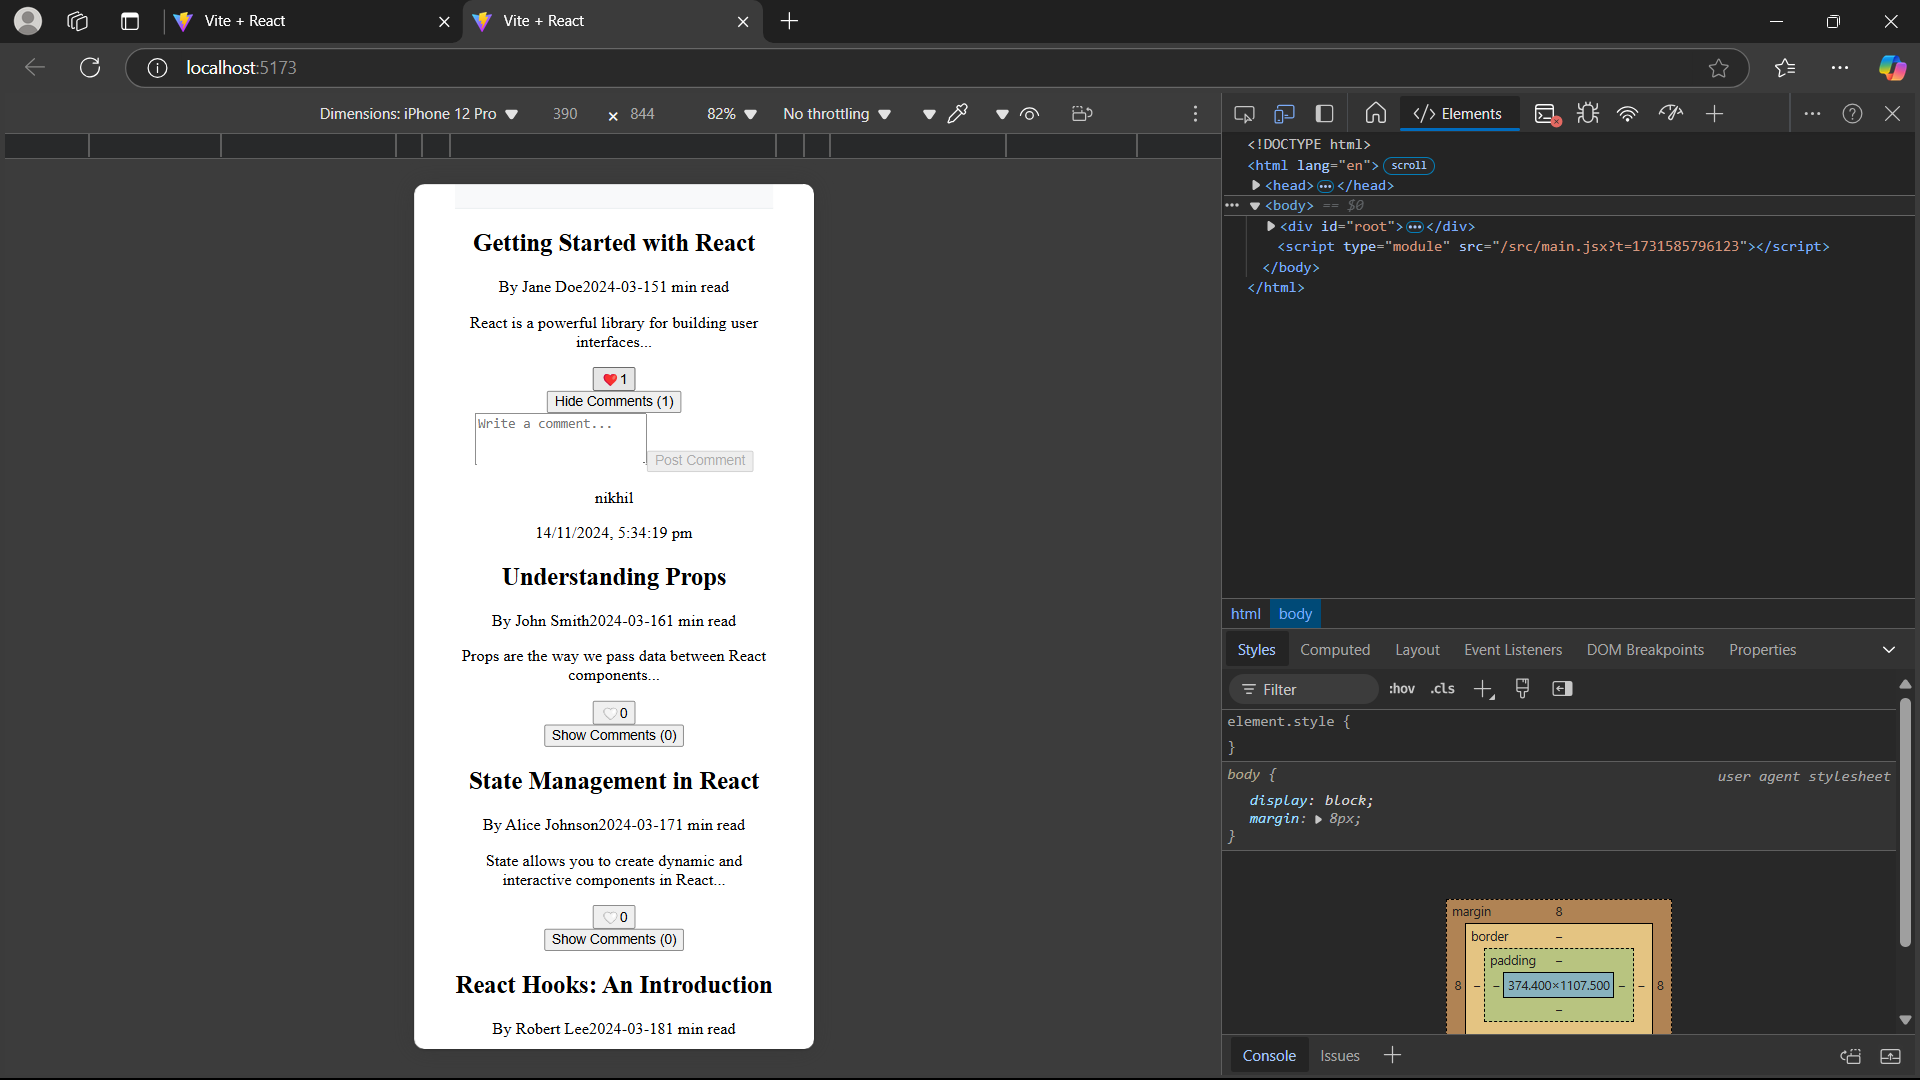 Vite + React
Vite + React
localhost:5173
Dimensions: iPhone 12 Pro 390 × 844 82% No throttling
Elements
Getting Started with React
By Jane Doe2024-03-151 min read
React is a powerful library for building user
interfaces...
1
Hide Comments (1)
Write a comment...
Post Comment
nikhil
14/11/2024, 5:34:19 pm
Understanding Props
By John Smith2024-03-161 min read
Props are the way we pass data between React
components...
0
Show Comments (0)
State Management in React
By Alice Johnson2024-03-171 min read
State allows you to create dynamic and
interactive components in React...
0
Show Comments (0)
React Hooks: An Introduction
By Robert Lee2024-03-181 min read
<!DOCTYPE html>
<html lang="en"> scroll
<head> ... </head>
... <body> == $0
<div id="root"> ... </div>
<script type="module" src="/src/main.jsx?t=1731585796123"></script>
</body>
</html>
html body
Styles Computed Layout Event Listeners DOM Breakpoints Properties
Filter :hov .cls
element.style {
}
body { user agent stylesheet
display: block;
margin: 8px;
}
margin 8
border –
padding –
8 – – 374.400×1107.500 – – 8
–
Console Issues